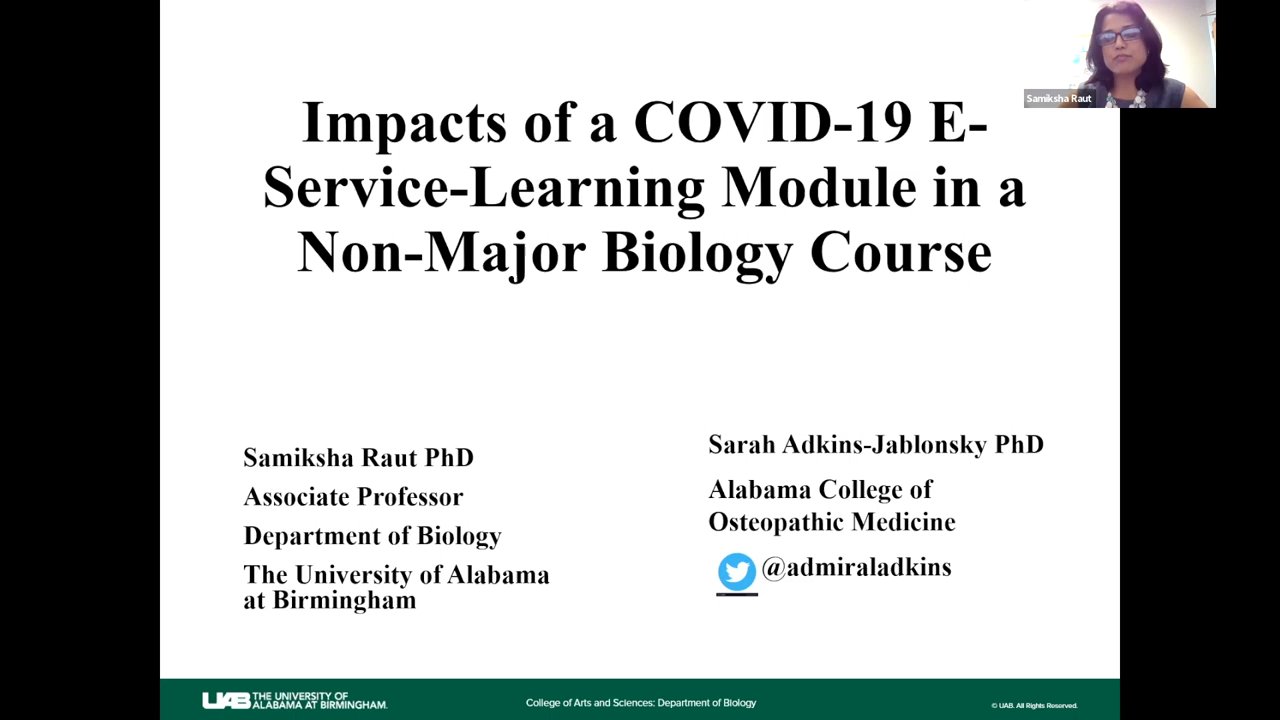 Samiksha Raut
Impacts of a COVID-19 E-
Service-Learning Module in a
Non-Major Biology Course
Samiksha Raut PhD
Associate Professor
Department of Biology
The University of Alabama
at Birmingham
Sarah Adkins-Jablonsky PhD
Alabama College of
Osteopathic Medicine
@admiraladkins
UAB THE UNIVERSITY OF
ALABAMA AT BIRMINGHAM.
College of Arts and Sciences: Department of Biology
© UAB. All Rights Reserved.